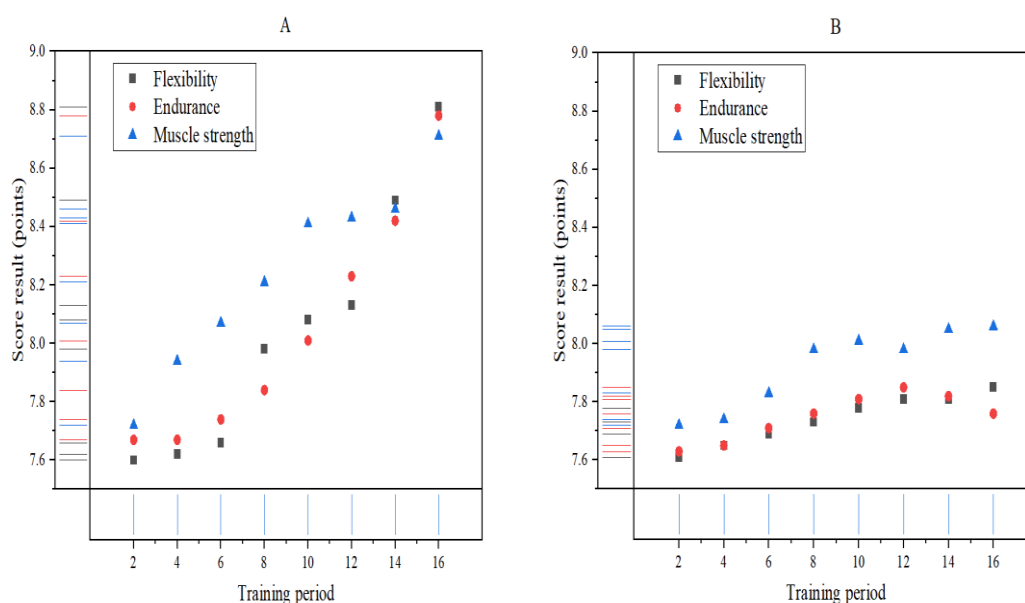 A
9.0
8.8
8.6
8.4
8.2
8.0
7.8
7.6
Score result (points)
Flexibility
Endurance
Muscle strength
2 4 6 8 10 12 14 16
Training period
B
9.0
8.8
8.6
8.4
8.2
8.0
7.8
7.6
Score result (points)
Flexibility
Endurance
Muscle strength
2 4 6 8 10 12 14 16
Training period